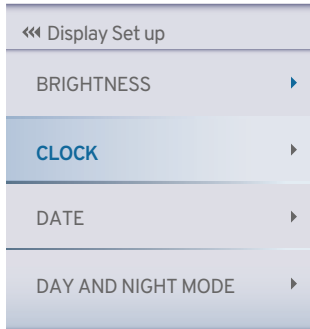 Display Set up
BRIGHTNESS
CLOCK
DATE
DAY AND NIGHT MODE